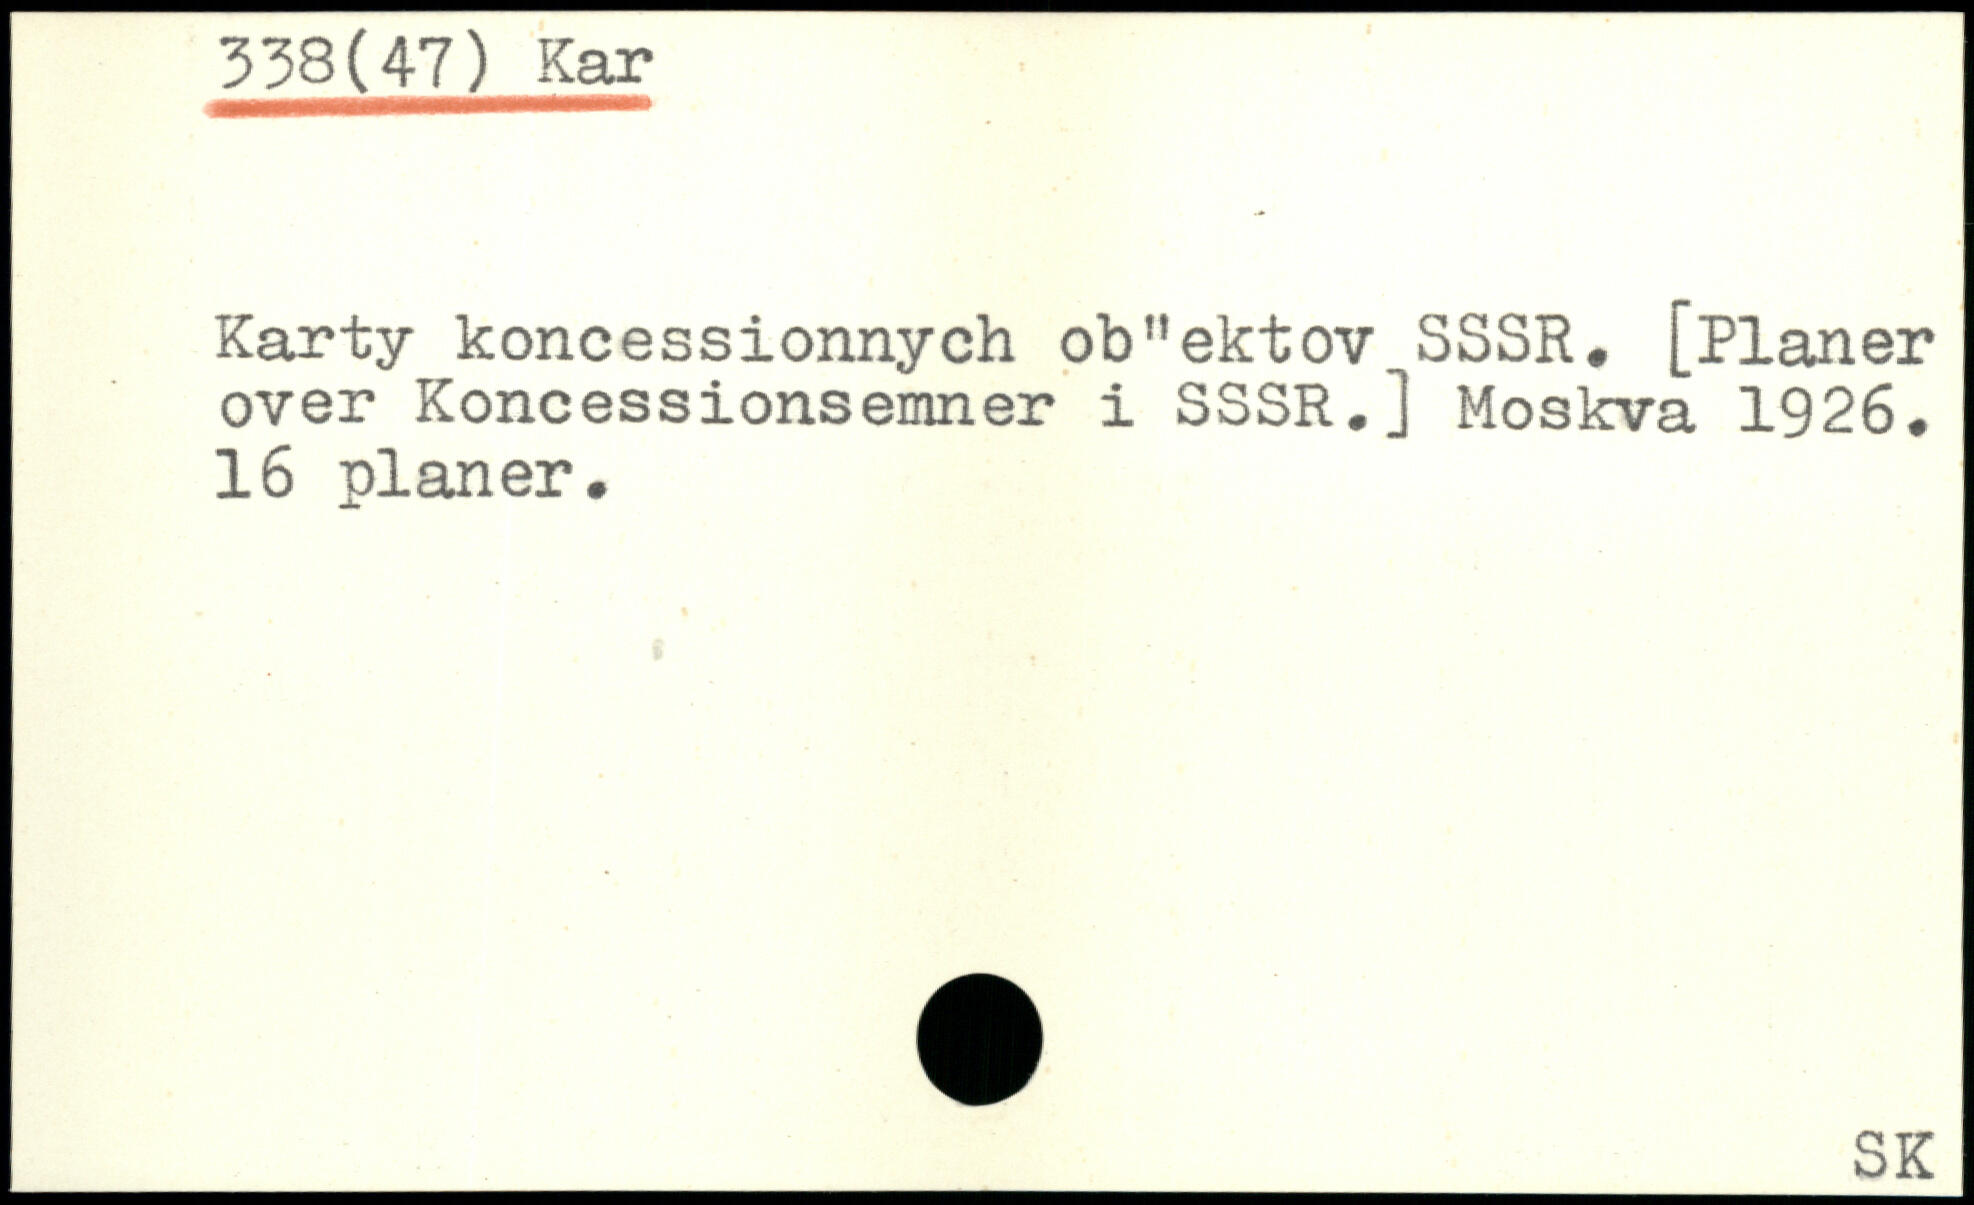 338(47) Kar
Karty koncessionnych ob"ektov SSSR. [Planer
over Koncessionsemner i SSSR.] Moskva 1926.
16 planer.
SK